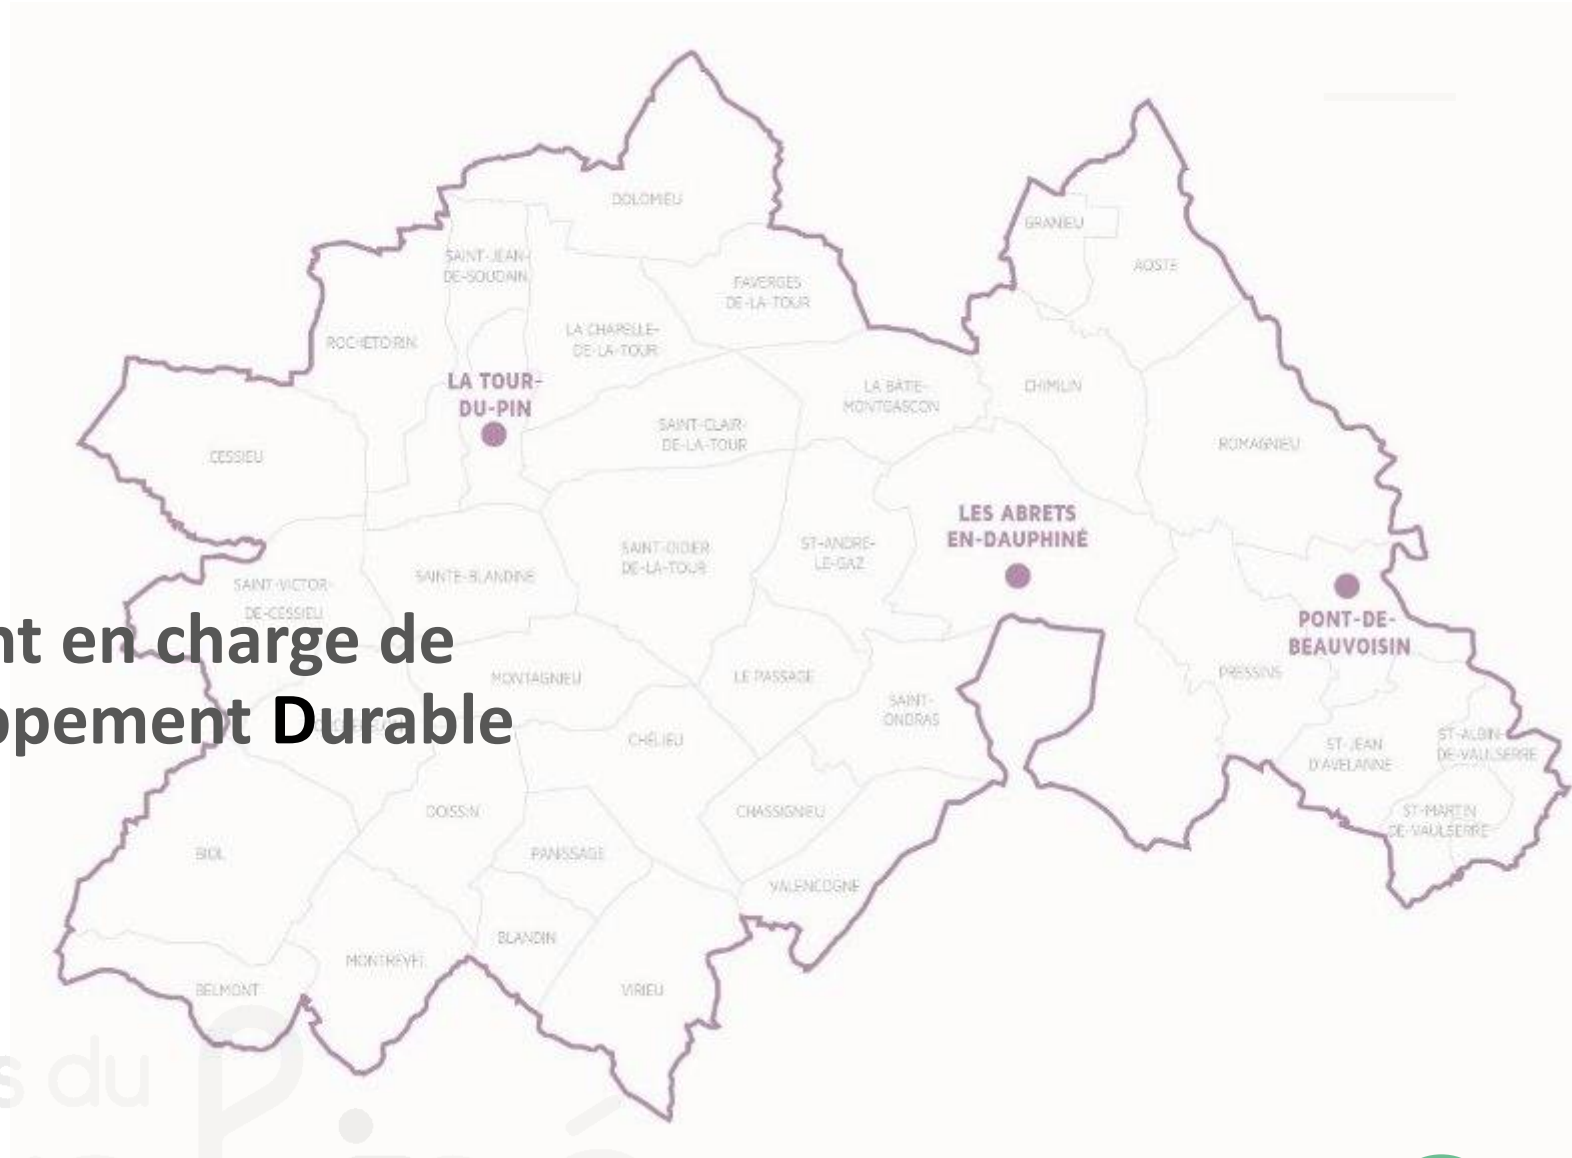 DOLOMIEU
GRANIEU
SAINT-JEAN-
DE-SOUDAIN
AOSTE
FAVERGES
DE-LA-TOUR
LA CHAPELLE-
DE-LA-TOUR
ROCHETORIN
LA TOUR-
DU-PIN
LA BÂTIE-
MONTGASCON
CHIMILIN
SAINT-CLAIR-
DE-LA-TOUR
ROMAGNIEU
CESSIEU
LES ABRETS
EN-DAUPHINÉ
SAINT-DIDIER
DE-LA-TOUR
ST-ANDRE-
LE-GAZ
SAINTE-BLANDINE
SAINT-VICTOR-
DE-CESSIEU
PONT-DE-
BEAUVOISIN
nt en charge de
ppement Durable
MONTAGNIEU
LE PASSAGE
PRESSINS
SAINT-
ONDRAS
CHÉLIEU
ST-JEAN
D'AVELANNE
ST-ALBIN-
DE-VAULSERRE
DOISSIN
CHASSIGNIEU
ST-MARTIN
DE-VAULSERRE
BIOL
PANISSAGE
VALENCOGNE
BLANDIN
MONTREVEL
BELMONT
VIRIEU
s du